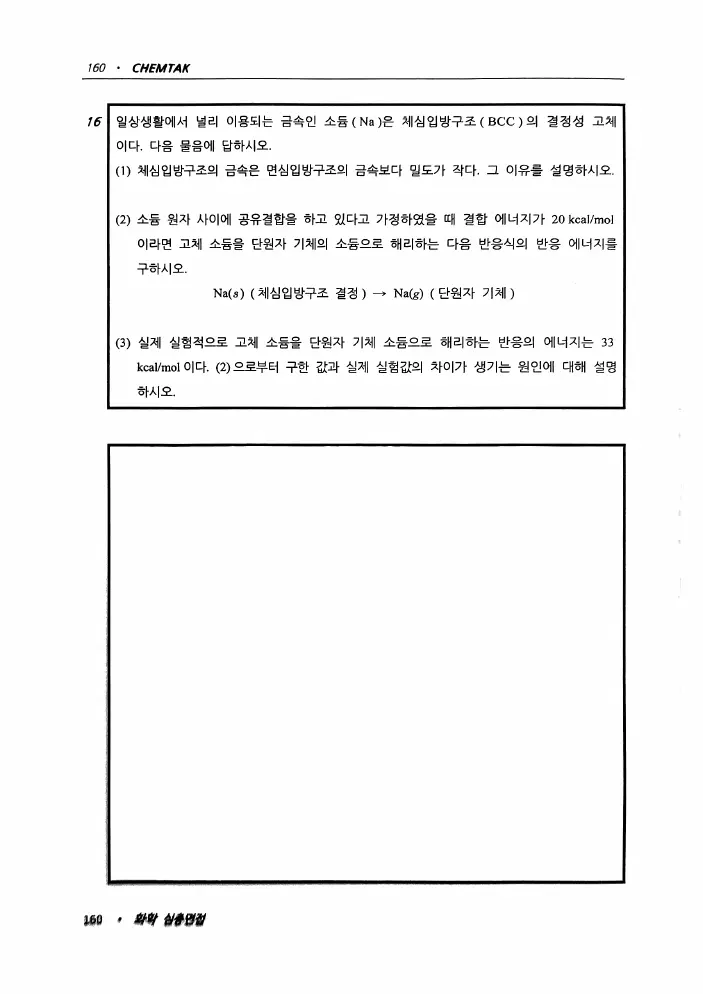 160 · CHEMTAK
16 일상생활에서 널리 이용되는 금속인 소듐 ( Na )은 체심입방구조 ( BCC ) 의 결정성 고체
이다. 다음 물음에 답하시오.
(1) 체심입방구조의 금속은 면심입방구조의 금속보다 밀도가 작다. 그 이유를 설명하시오.
(2) 소듐 원자 사이에 공유결합을 하고 있다고 가정하였을 때 결합 에너지가 20 kcal/mol
이라면 고체 소듐을 단원자 기체의 소듐으로 해리하는 다음 반응식의 반응 에너지를
구하시오.
Na(s) ( 체심입방구조 결정 ) → Na(g) ( 단원자 기체 )
(3) 실제 실험적으로 고체 소듐을 단원자 기체 소듐으로 해리하는 반응의 에너지는 33
kcal/mol 이다. (2) 으로부터 구한 값과 실제 실험값의 차이가 생기는 원인에 대해 설명
하시오.
160 · 화학 심층면접